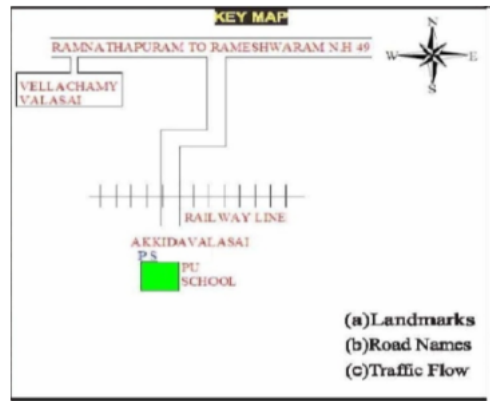 KEY MAP
N
RAMNATHAPURAM TO RAMESHWARAM N.H 49
W
E
S
VELLACHAMY
VALASAI
RAILWAY LINE
AKKIDAVALASAI
P.S
PU
SCHOOL
(a)Landmarks
(b)Road Names
(c)Traffic Flow